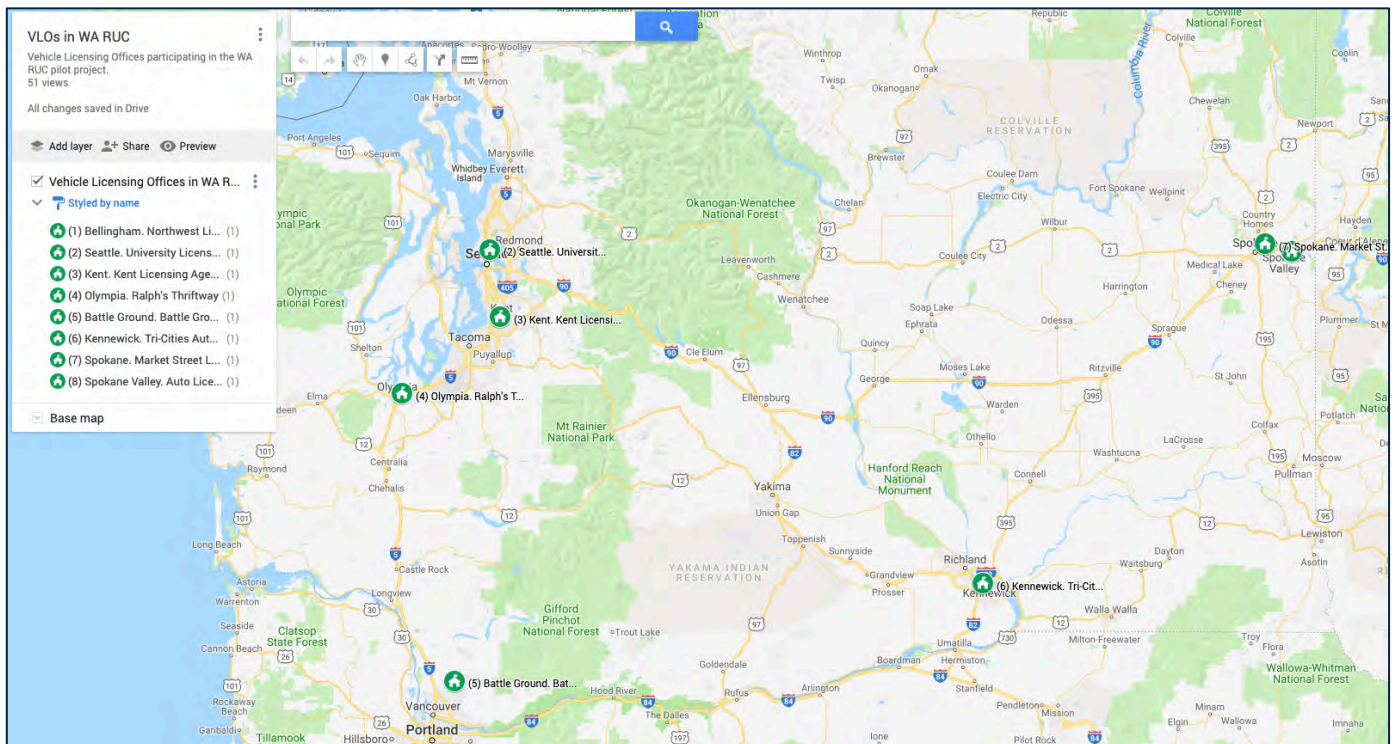 VLOs in WA RUC
Vehicle Licensing Offices participating in the WA
RUC pilot project.
51 views
All changes saved in Drive
Add layer Share Preview
Vehicle Licensing Offices in WA R...
Styled by name
(1) Bellingham. Northwest Li... (1)
(2) Seattle. University Licens... (1)
(3) Kent. Kent Licensing Age... (1)
(4) Olympia. Ralph's Thriftway (1)
(5) Battle Ground. Battle Gro... (1)
(6) Kennewick. Tri-Cities Aut... (1)
(7) Spokane. Market Street L... (1)
(8) Spokane Valley. Auto Lice... (1)
Base map
Republic
Colville
National Forest
Colville
Sedro-Woolley
Winthrop
Mt Vernon
Twisp
Omak
Okanogan
Columbia River
Chewelah
Oak Harbor
COLVILLE
RESERVATION
Newport
Port Angeles
Sequim
Marysville
Whidbey
Island
Everett
Brewster
Coulee Dam
Electric City
Fort Spokane
Wellpinit
Okanogan-Wenatchee
National Forest
Chelan
Wilbur
Country
Homes
Hayden
Redmond
(2) Seattle. Universit...
Leavenworth
Coulee City
(7) Spokane. Market St.
Spokane
Valley
Medical Lake
Cashmere
Cheney
Olympic
National Forest
Wenatchee
Harrington
Soap Lake
Odessa
Ephrata
(3) Kent. Kent Licensi...
Plummer
Tacoma
Shelton
Puyallup
Cle Elum
Quincy
Sprague
Moses Lake
Ritzville
St John
Elma
(4) Olympia. Ralph's T...
Ellensburg
George
Warden
Colfax
Potlatch
Mt Rainier
National Park
Othello
LaCrosse
Washtucna
Moscow
Pullman
Raymond
Centralia
Chehalis
Hanford Reach
National
Monument
Connell
Yakima
Union Gap
Toppenish
Lewiston
Long Beach
Sunnyside
Richland
Dayton
Asotin
Castle Rock
YAKAMA INDIAN
RESERVATION
Grandview
Prosser
Waitsburg
Astoria
Longview
Warrenton
(6) Kennewick. Tri-Cit...
Kennewick
Walla Walla
Gifford
Pinchot
National Forest
Seaside
Clatsop
State Forest
Trout Lake
Milton-Freewater
Troy
Flora
Cannon Beach
Umatilla
Goldendale
Boardman
Hermiston
Wallowa-Whitman
National Forest
(5) Battle Ground. Bat...
Hood River
Rufus
Arlington
Stanfield
Rockaway
Beach
Vancouver
The Dalles
Pendleton
Mission
Minam
Garibaldi
Portland
Elgin
Wallowa
Tillamook
Hillsboro
Ione
Pilot Rock
Imnaha